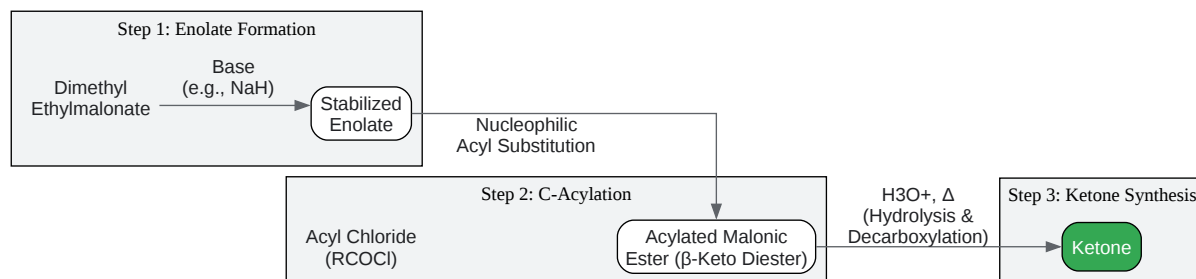 Step 1: Enolate Formation
Dimethyl
Ethylmalonate
Base
(e.g., NaH)
Stabilized
Enolate
Nucleophilic
Acyl Substitution
Step 2: C-Acylation
Acyl Chloride
(RCOCl)
Acylated Malonic
Ester (β-Keto Diester)
H3O+, Δ
(Hydrolysis &
Decarboxylation)
Step 3: Ketone Synthesis
Ketone